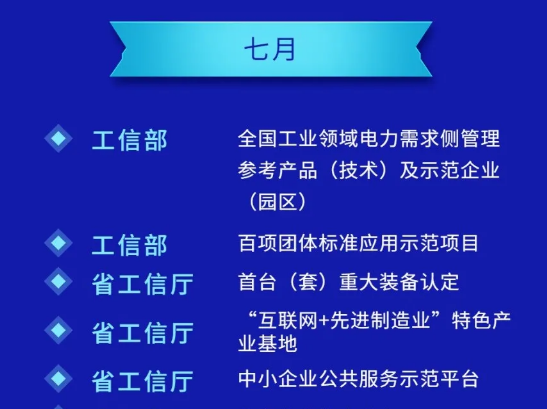 七月
工信部 全国工业领域电力需求侧管理
参考产品（技术）及示范企业
（园区）
工信部 百项团体标准应用示范项目
省工信厅 首台（套）重大装备认定
省工信厅 “互联网+先进制造业”特色产
业基地
省工信厅 中小企业公共服务示范平台